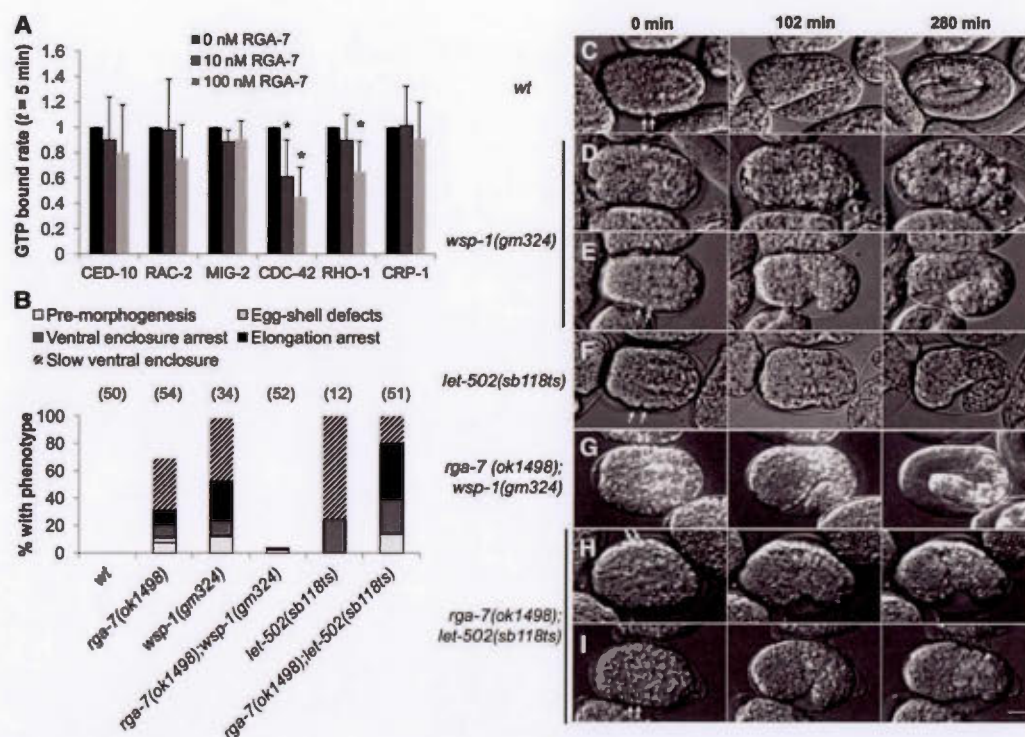 A
0 nM RGA-7
10 nM RGA-7
100 nM RGA-7
GTP bound rate (t = 5 min)
1.6
1.4
1.2
1
0.8
0.6
0.4
0.2
0
* * *
CED-10 RAC-2 MIG-2 CDC-42 RHO-1 CRP-1
B
Pre-morphogenesis Egg-shell defects
Ventral enclosure arrest Elongation arrest
Slow ventral enclosure
(50) (54) (34) (52) (12) (51)
% with phenotype
100
80
60
40
20
0
wt
rga-7(ok1498)
wsp-1(gm324)
rga-7(ok1498);wsp-1(gm324)
let-502(sb118ts)
rga-7(ok1498);let-502(sb118ts)
0 min 102 min 280 min
C
wt
D
wsp-1(gm324)
E
F
let-502(sb118ts)
G
rga-7 (ok1498);
wsp-1(gm324)
H
rga-7(ok1498);
let-502(sb118ts)
I